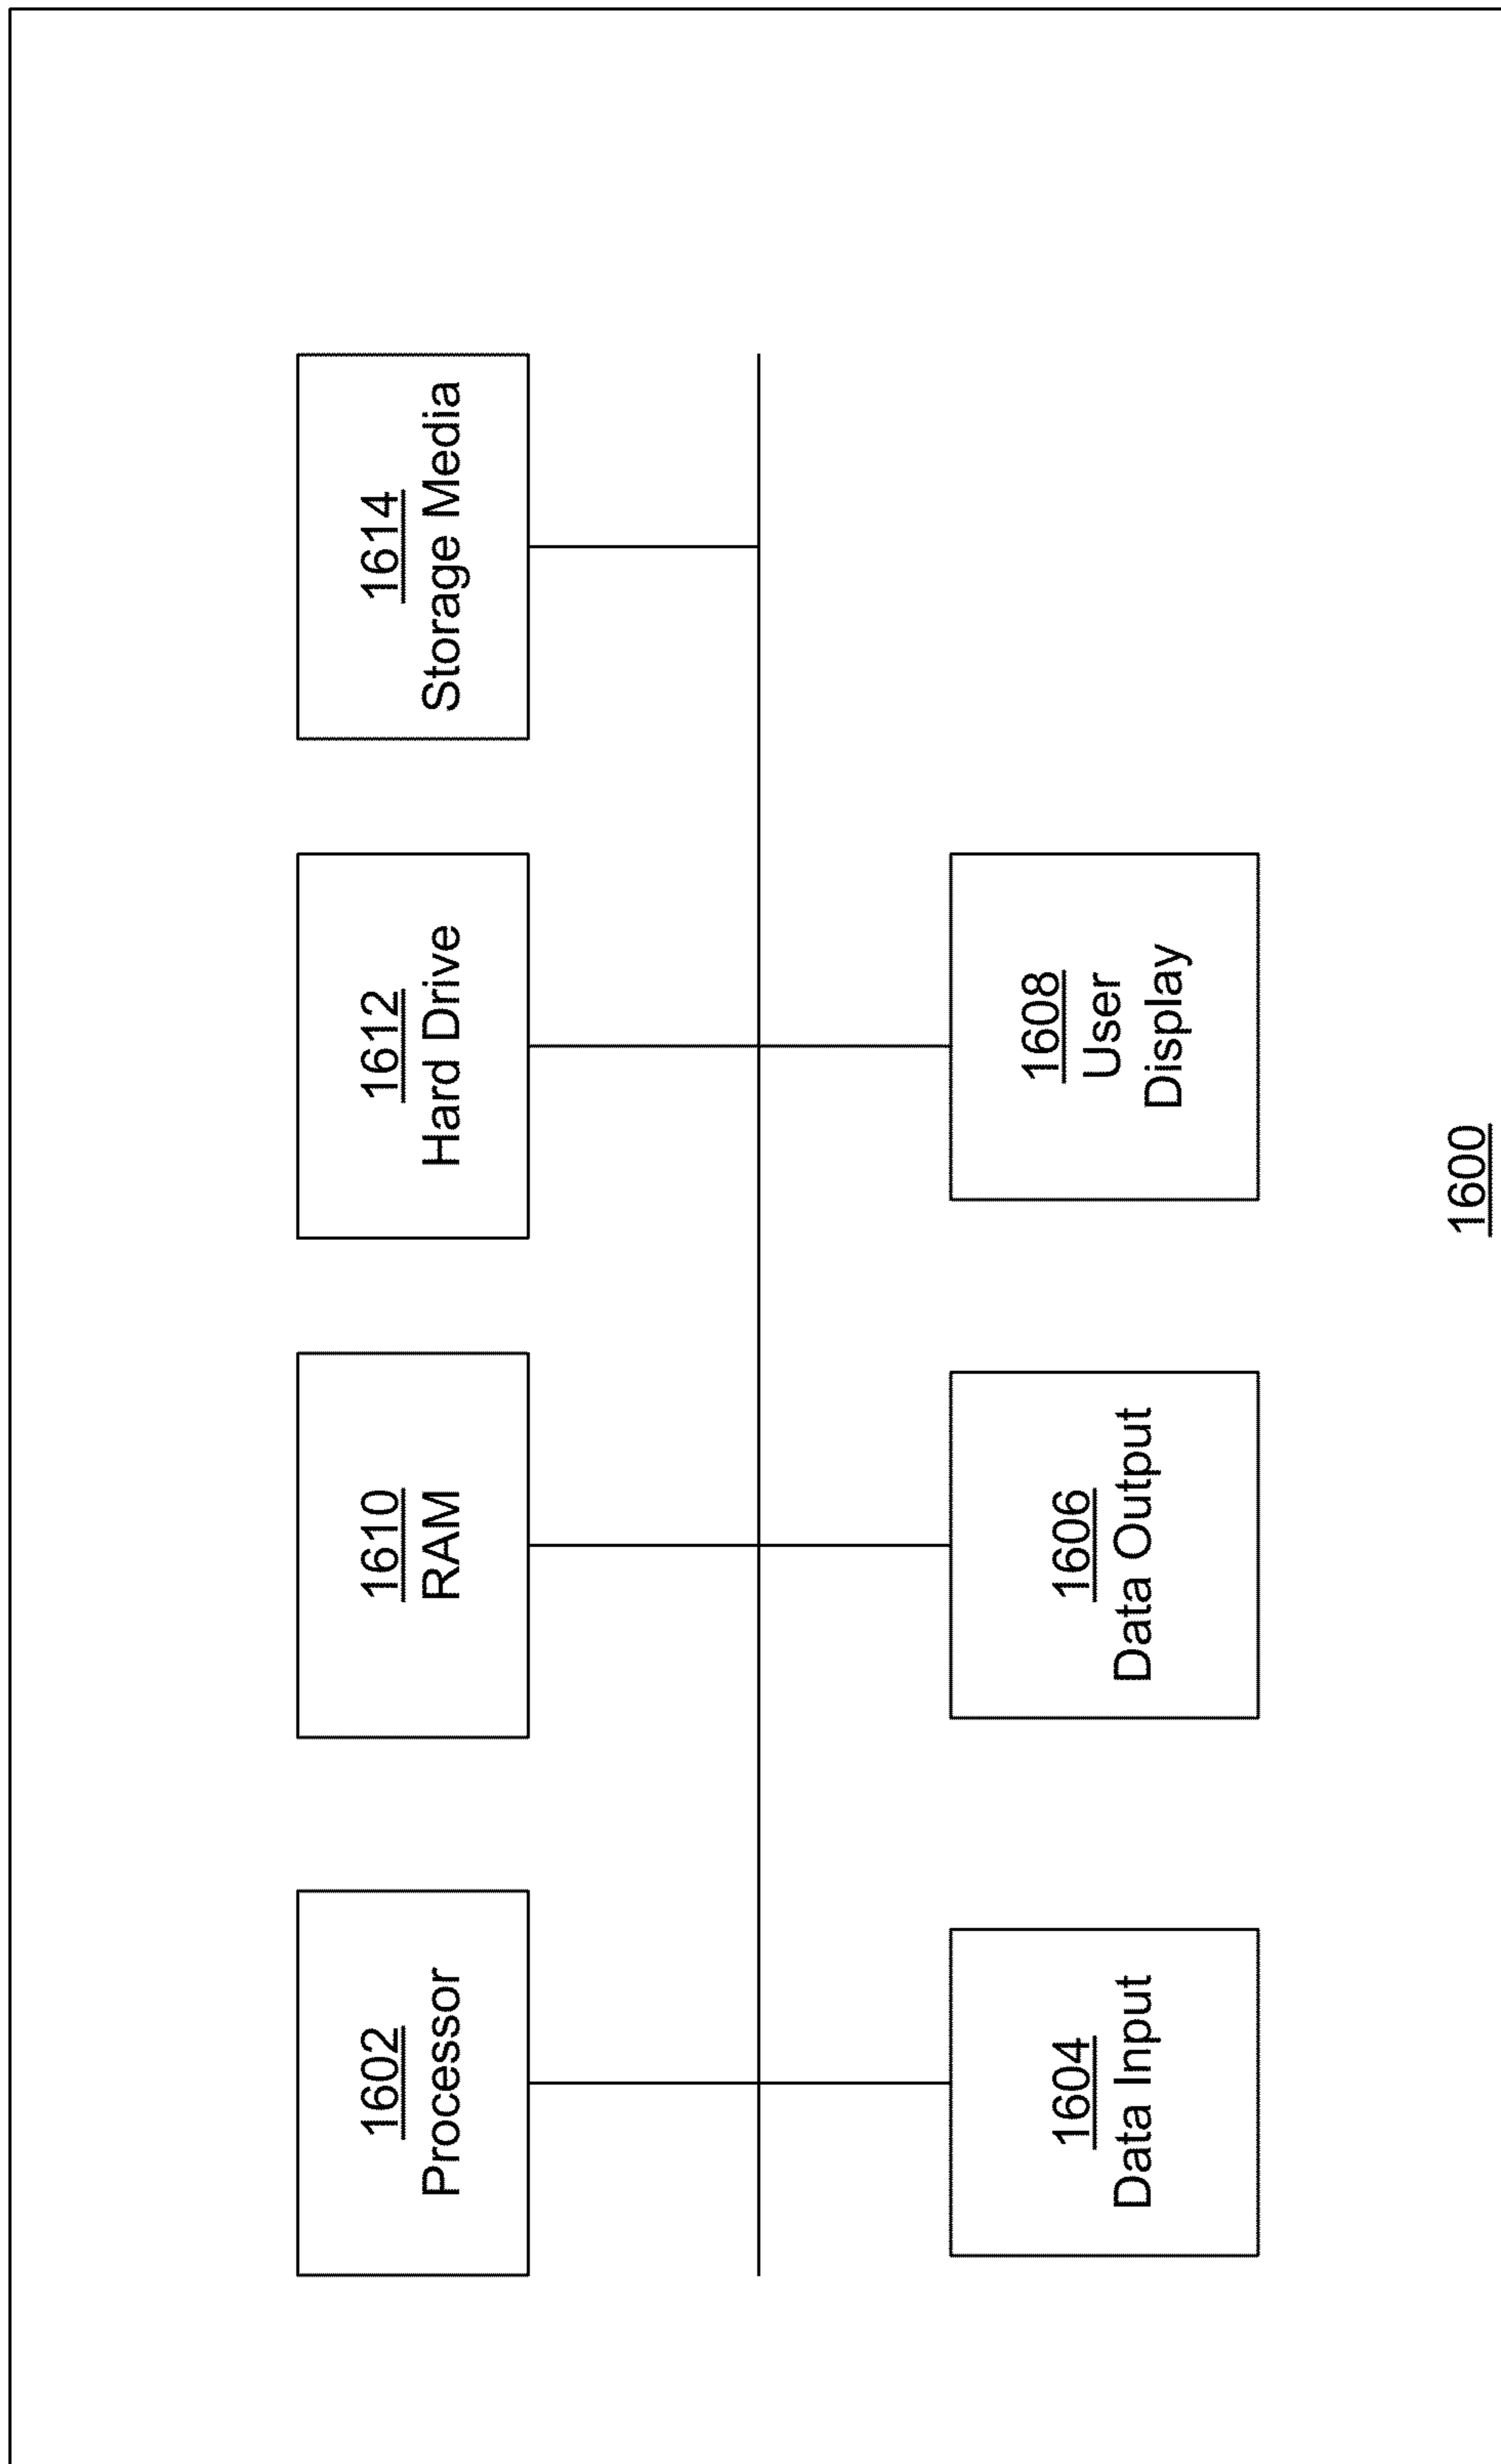 1602
Processor
1610
RAM
1612
Hard Drive
1614
Storage Media
1604
Data Input
1606
Data Output
1608
User
Display
1600